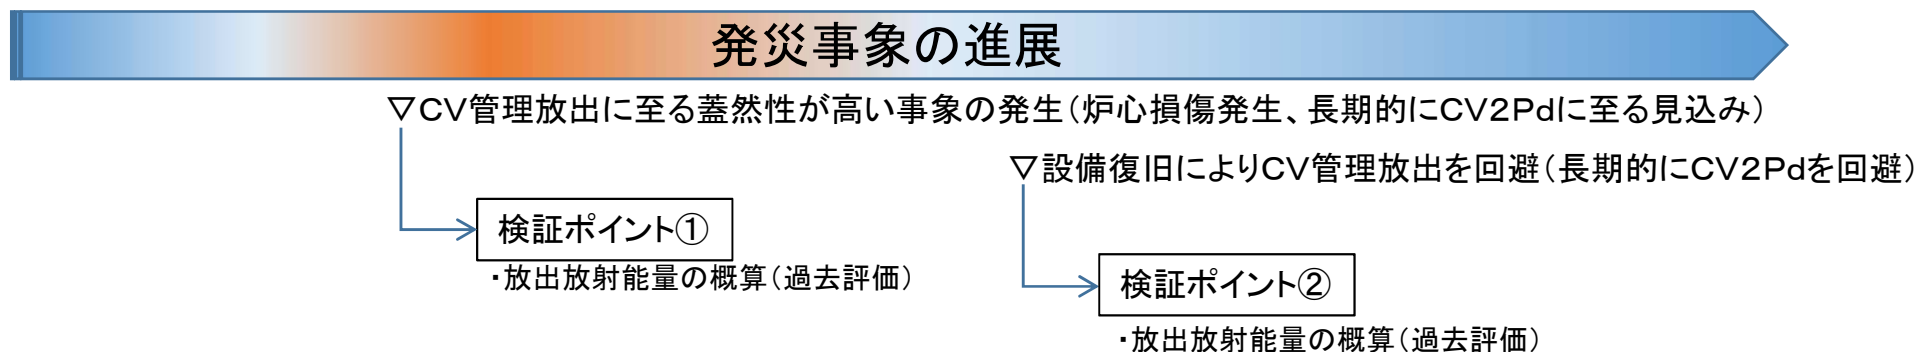 発災事象の進展
▽CV管理放出に至る蓋然性が高い事象の発生(炉心損傷発生、長期的にCV2Pdに至る見込み)
▽設備復旧によりCV管理放出を回避(長期的にCV2Pdを回避)
検証ポイント①
・放出放射能量の概算(過去評価)
検証ポイント②
・放出放射能量の概算(過去評価)